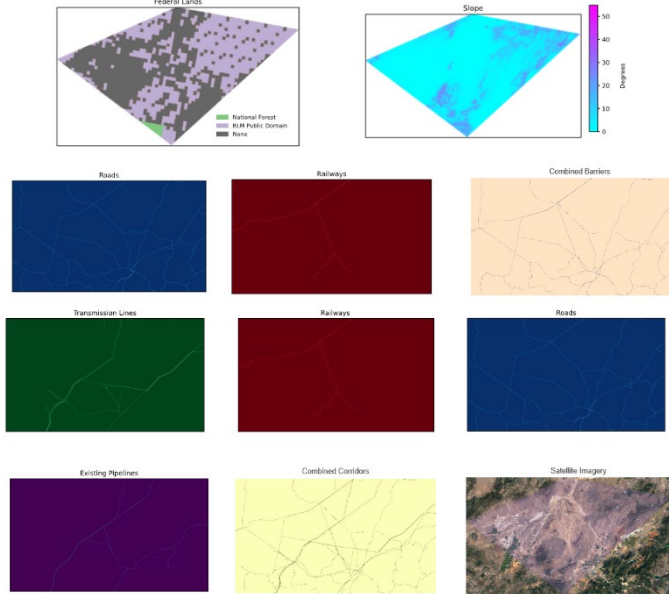 Federal Lands
National Forest
BLM Public Domain
None
Slope
50
40
30
20
10
0
Degrees
Roads
Railways
Combined Barriers
Transmission Lines
Railways
Roads
Existing Pipelines
Combined Corridors
Satellite Imagery